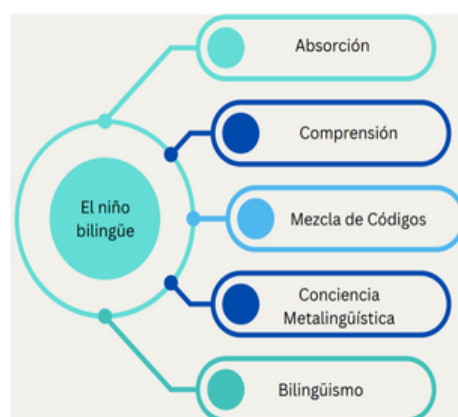 Absorción
Comprensión
El niño
bilingüe
Mezcla de Códigos
Conciencia
Metalingüística
Bilingüismo